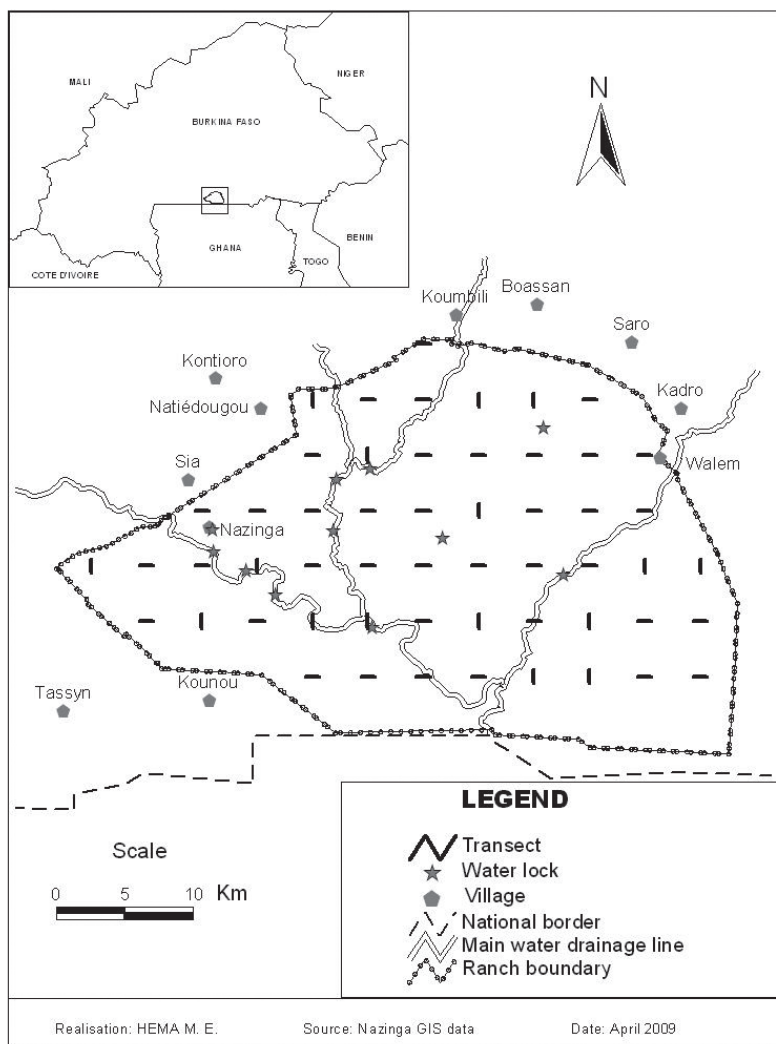 MALI
NIGER
BURKINA FASO
BENIN
GHANA
TOGO
COTE D'IVOIRE
N
Boassan
Koumbili
Saro
Kontioro
Kadro
Natiédougou
Walem
Sia
Nazinga
Tassyn
Kounou
LEGEND
Transect
Water lock
Village
National border
Main water drainage line
Ranch boundary
Scale
0 5 10 Km
Realisation: HEMA M. E. Source: Nazinga GIS data Date: April 2009